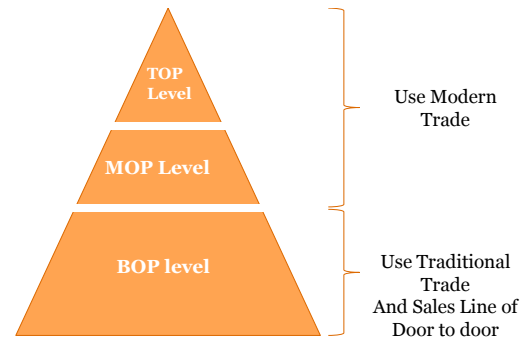 TOP
Level
MOP Level
BOP level
Use Modern
Trade
Use Traditional
Trade
And Sales Line of
Door to door